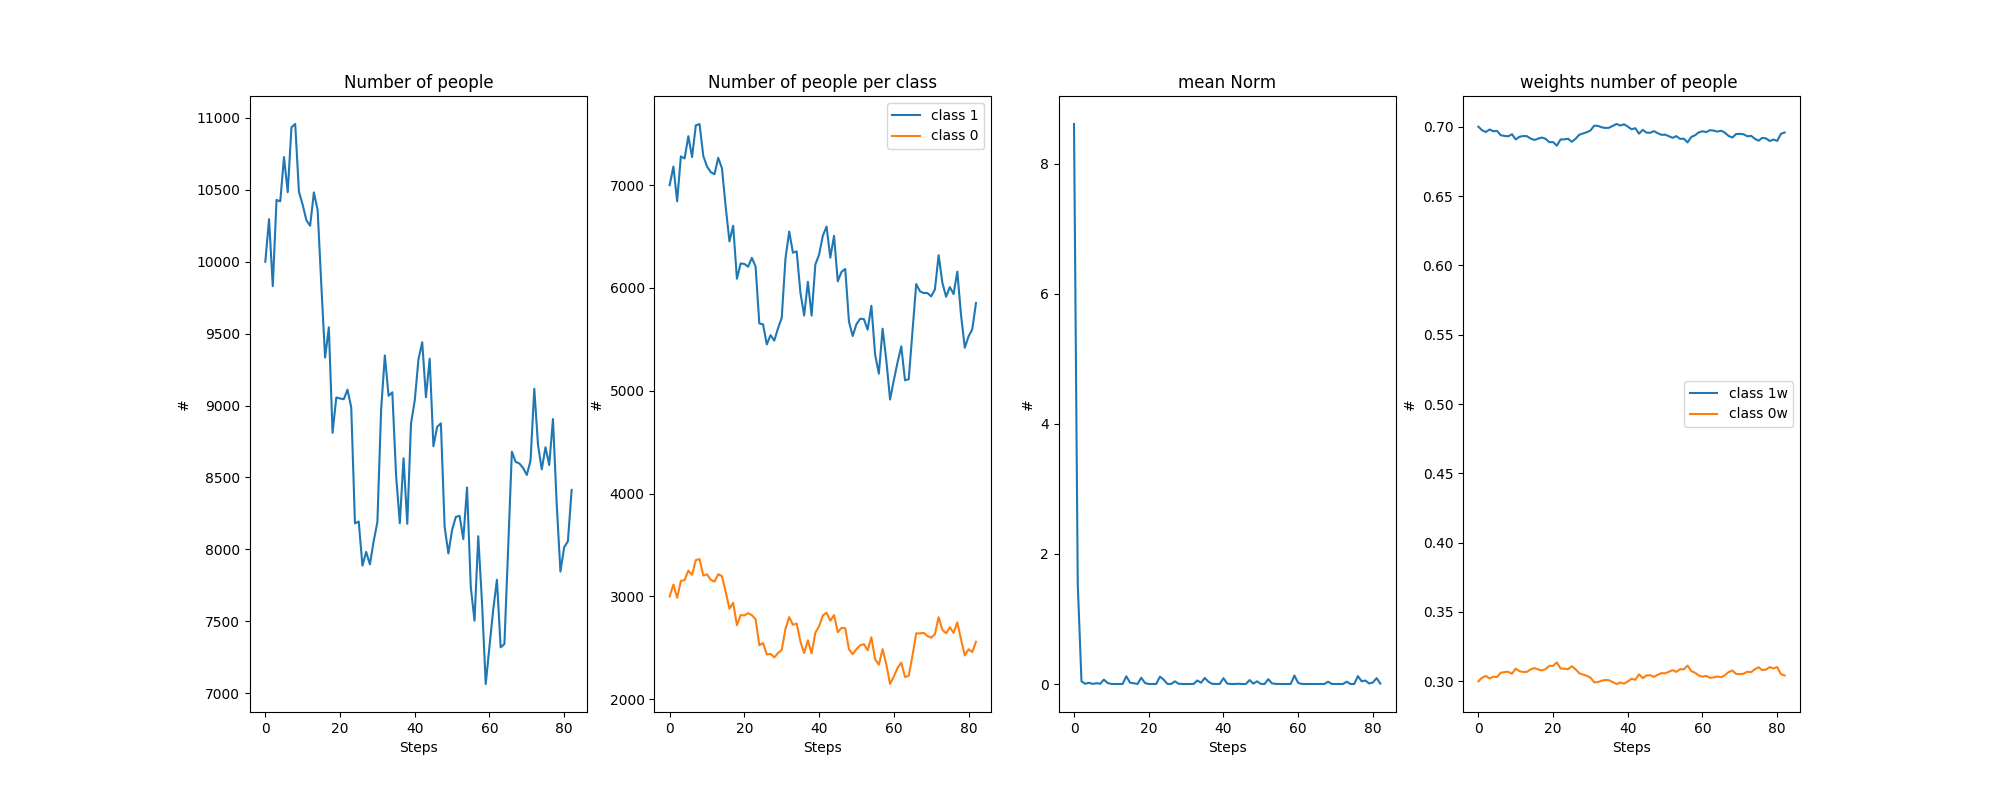 Number of people
11000
10500
10000
9500
9000
8500
8000
7500
7000
#
0 20 40 60 80
Steps
Number of people per class
class 1
class 0
7000
6000
5000
4000
3000
2000
#
0 20 40 60 80
Steps
mean Norm
8
6
4
2
0
#
0 20 40 60 80
Steps
weights number of people
0.70
0.65
0.60
0.55
0.50
0.45
0.40
0.35
0.30
#
class 1w
class 0w
0 20 40 60 80
Steps